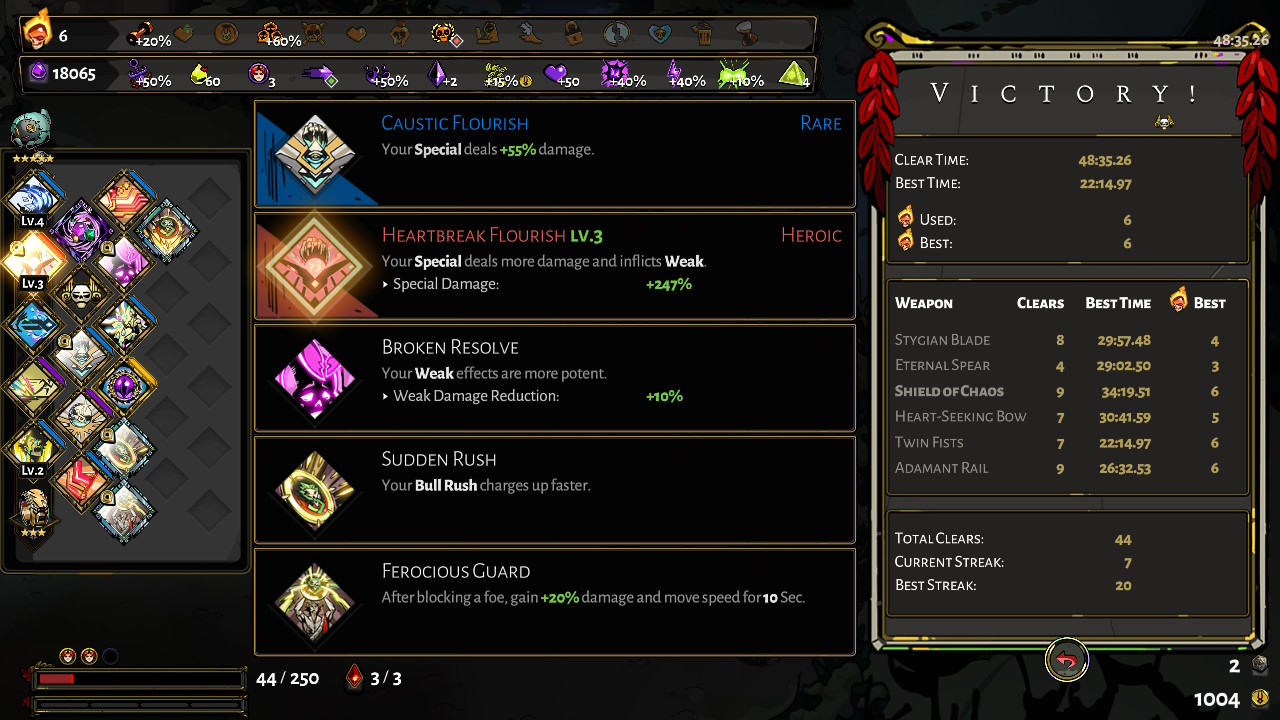 6
+20%
+60%
48:35.26
18065
+50%
60
3
+50%
+2
+15%
+50
+40%
+40%
+10%
4
VICTORY!
CAUSTIC FLOURISH
RARE
Your Special deals +55% damage.
HEARTBREAK FLOURISH LV.3
HEROIC
Your Special deals more damage and inflicts Weak.
Special Damage: +247%
BROKEN RESOLVE
Your Weak effects are more potent.
Weak Damage Reduction: +10%
SUDDEN RUSH
Your Bull Rush charges up faster.
FEROCIOUS GUARD
After blocking a foe, gain +20% damage and move speed for 10 Sec.
LV.4
LV.3
LV.2
CLEAR TIME: 48:35.26
BEST TIME: 22:14.97
USED: 6
BEST: 6
WEAPON CLEARS BEST TIME BEST
STYGIAN BLADE 8 29:57.48 4
ETERNAL SPEAR 4 29:02.50 3
SHIELD OF CHAOS 9 34:19.51 6
HEART-SEEKING BOW 7 30:41.59 5
TWIN FISTS 7 22:14.97 6
ADAMANT RAIL 9 26:32.53 6
TOTAL CLEARS: 44
CURRENT STREAK: 7
BEST STREAK: 20
44 / 250
3 / 3
2
1004